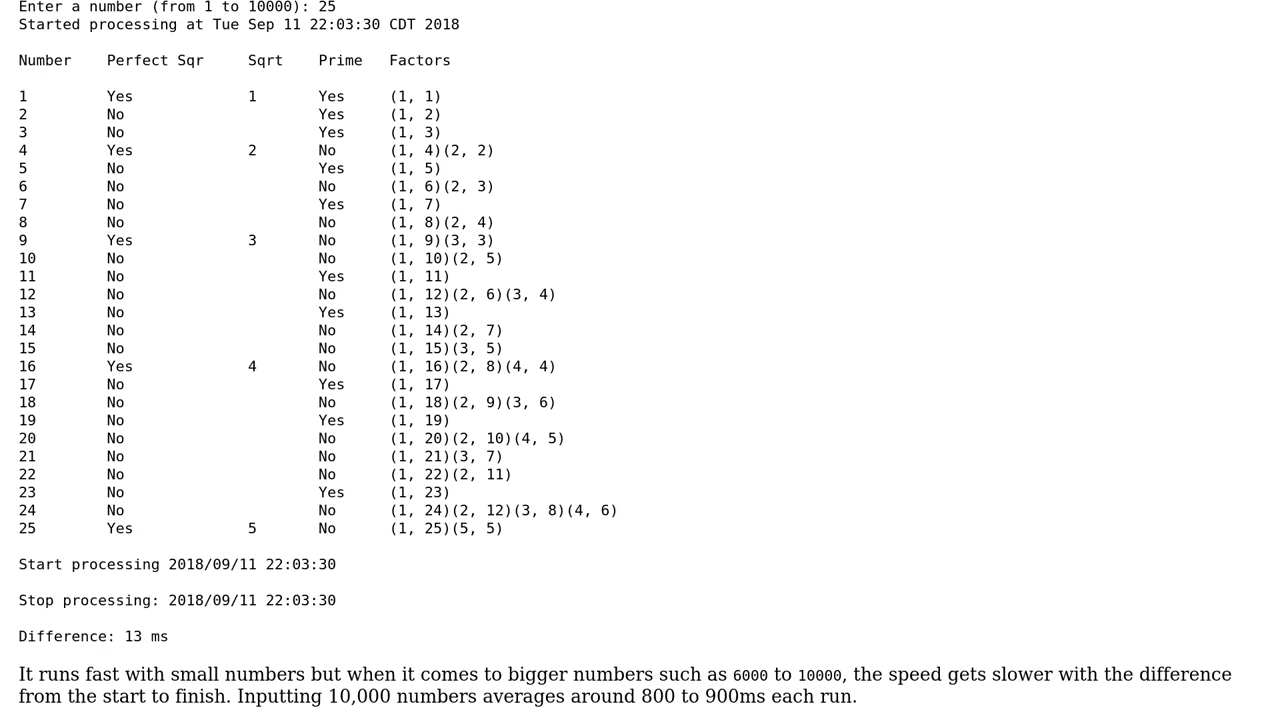 Enter a number (from 1 to 10000): 25
Started processing at Tue Sep 11 22:03:30 CDT 2018
Number    Perfect Sqr     Sqrt    Prime   Factors
1         Yes             1       Yes     (1, 1)
2         No                      Yes     (1, 2)
3         No                      Yes     (1, 3)
4         Yes             2       No      (1, 4)(2, 2)
5         No                      Yes     (1, 5)
6         No                      No      (1, 6)(2, 3)
7         No                      Yes     (1, 7)
8         No                      No      (1, 8)(2, 4)
9         Yes             3       No      (1, 9)(3, 3)
10        No                      No      (1, 10)(2, 5)
11        No                      Yes     (1, 11)
12        No                      No      (1, 12)(2, 6)(3, 4)
13        No                      Yes     (1, 13)
14        No                      No      (1, 14)(2, 7)
15        No                      No      (1, 15)(3, 5)
16        Yes             4       No      (1, 16)(2, 8)(4, 4)
17        No                      Yes     (1, 17)
18        No                      No      (1, 18)(2, 9)(3, 6)
19        No                      Yes     (1, 19)
20        No                      No      (1, 20)(2, 10)(4, 5)
21        No                      No      (1, 21)(3, 7)
22        No                      No      (1, 22)(2, 11)
23        No                      Yes     (1, 23)
24        No                      No      (1, 24)(2, 12)(3, 8)(4, 6)
25        Yes             5       No      (1, 25)(5, 5)
Start processing 2018/09/11 22:03:30
Stop processing: 2018/09/11 22:03:30
Difference: 13 ms
It runs fast with small numbers but when it comes to bigger numbers such as 6000 to 10000, the speed gets slower with the difference
from the start to finish. Inputting 10,000 numbers averages around 800 to 900ms each run.